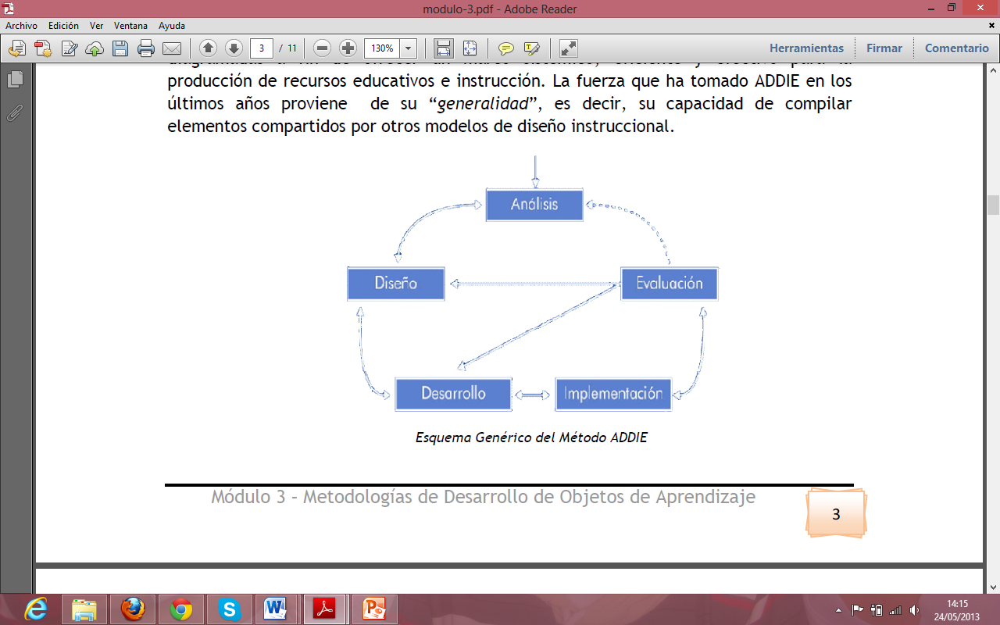 modulo-3.pdf - Adobe Reader
Archivo Edición Ver Ventana Ayuda
3 / 11 130% Herramientas Firmar Comentario
producción de recursos educativos e instrucción. La fuerza que ha tomado ADDIE en los
últimos años proviene de su “generalidad”, es decir, su capacidad de compilar
elementos compartidos por otros modelos de diseño instruccional.
Análisis
Diseño Evaluación
Desarrollo Implementación
Esquema Genérico del Método ADDIE
Módulo 3 – Metodologías de Desarrollo de Objetos de Aprendizaje
3
14:15
24/05/2013